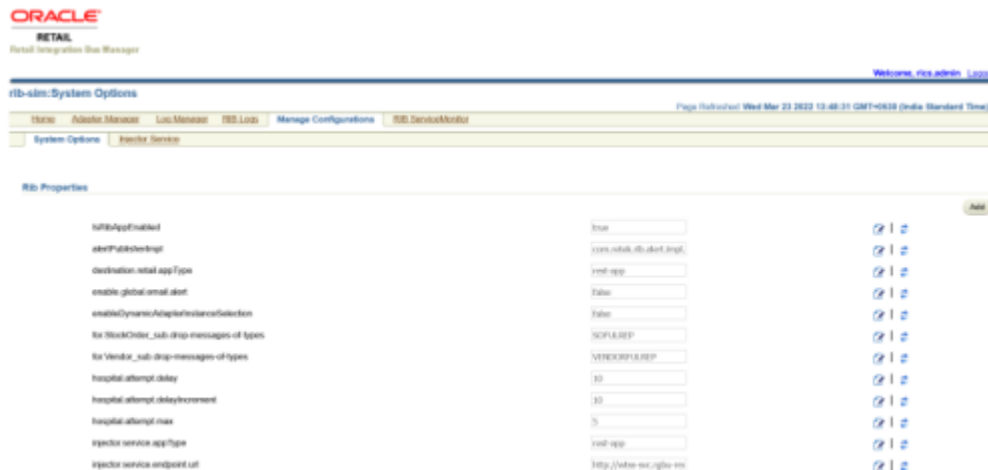 ORACLE
RETAIL
Retail Integration Bus Manager
Welcome, rics.admin Logo
rib-sim:System Options
Page Refreshed Wed Mar 23 2022 13:48:31 GMT+0530 (India Standard Time)
Home Adapter Manager Log Manager RIB Logs Manage Configurations RIB ServiceMonitor
System Options Injector Service
Rib Properties
Add
IsRibAppEnabled true
alertPublisherImpl com.retek.rib.alert.impl.
destination.retail.appType rest-app
enable.global.email.alert false
enableDynamicAdapterInstanceSelection false
for.StockOrder_sub.drop-messages-of-types SOFULREP
for.Vendor_sub.drop-messages-of-types VENDORFULREP
hospital.attempt.delay 10
hospital.attempt.delayIncrement 10
hospital.attempt.max 5
injector.service.appType rest-app
injector.service.endpoint.url